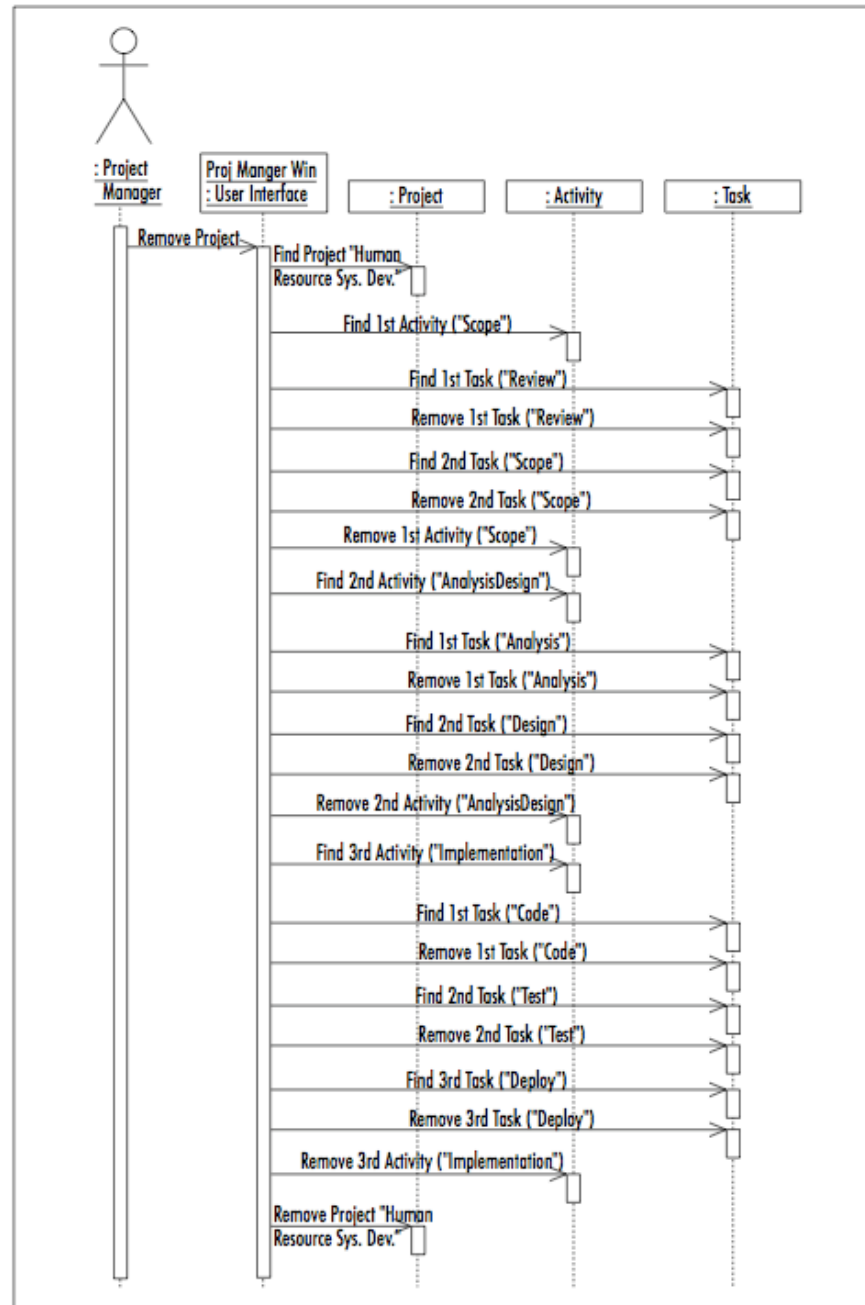 : Project
Manager
Proj Manger Win
: User Interface
: Project
: Activity
: Task
Remove Project
Find Project "Human
Resource Sys. Dev."
Find 1st Activity ("Scope")
Find 1st Task ("Review")
Remove 1st Task ("Review")
Find 2nd Task ("Scope")
Remove 2nd Task ("Scope")
Remove 1st Activity ("Scope")
Find 2nd Activity ("AnalysisDesign")
Find 1st Task ("Analysis")
Remove 1st Task ("Analysis")
Find 2nd Task ("Design")
Remove 2nd Task ("Design")
Remove 2nd Activity ("AnalysisDesign")
Find 3rd Activity ("Implementation")
Find 1st Task ("Code")
Remove 1st Task ("Code")
Find 2nd Task ("Test")
Remove 2nd Task ("Test")
Find 3rd Task ("Deploy")
Remove 3rd Task ("Deploy")
Remove 3rd Activity ("Implementation")
Remove Project "Human
Resource Sys. Dev."